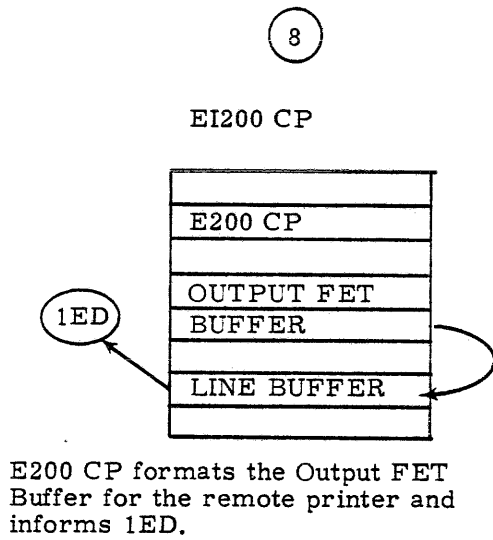 8
EI200 CP
E200 CP
OUTPUT FET
BUFFER
1ED
LINE BUFFER
E200 CP formats the Output FET
Buffer for the remote printer and
informs 1ED.